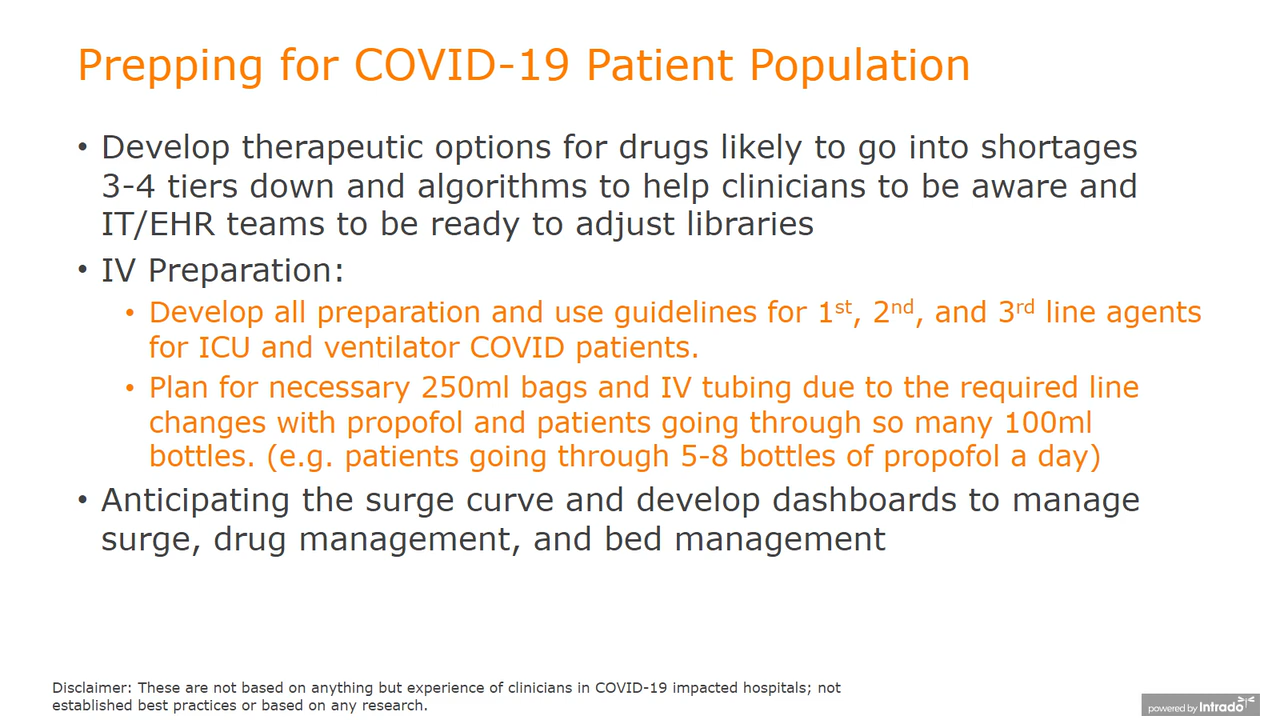 Prepping for COVID-19 Patient Population
• Develop therapeutic options for drugs likely to go into shortages
3-4 tiers down and algorithms to help clinicians to be aware and
IT/EHR teams to be ready to adjust libraries
• IV Preparation:
• Develop all preparation and use guidelines for 1st, 2nd, and 3rd line agents
for ICU and ventilator COVID patients.
• Plan for necessary 250ml bags and IV tubing due to the required line
changes with propofol and patients going through so many 100ml
bottles. (e.g. patients going through 5-8 bottles of propofol a day)
• Anticipating the surge curve and develop dashboards to manage
surge, drug management, and bed management
Disclaimer: These are not based on anything but experience of clinicians in COVID-19 impacted hospitals; not
established best practices or based on any research.
powered by Intrado